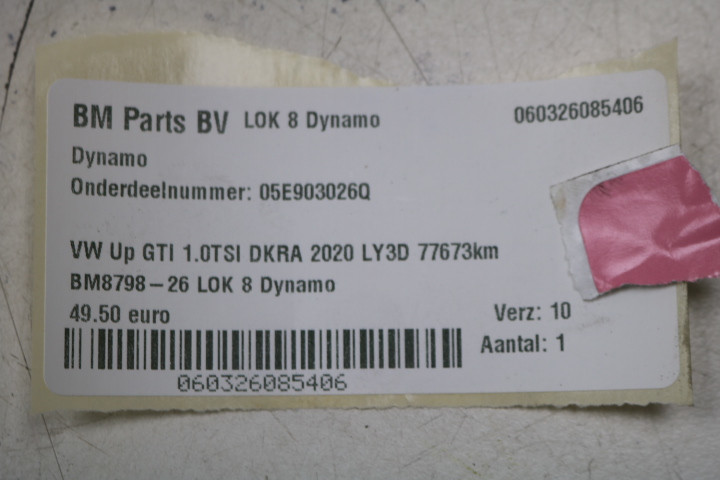 BM Parts BV LOK 8 Dynamo 060326085406
Dynamo
Onderdeelnummer: 05E903026Q
VW Up GTI 1.0TSI DKRA 2020 LY3D 77673km
BM8798-26 LOK 8 Dynamo
49.50 euro Verz: 10
Aantal: 1
060326085406